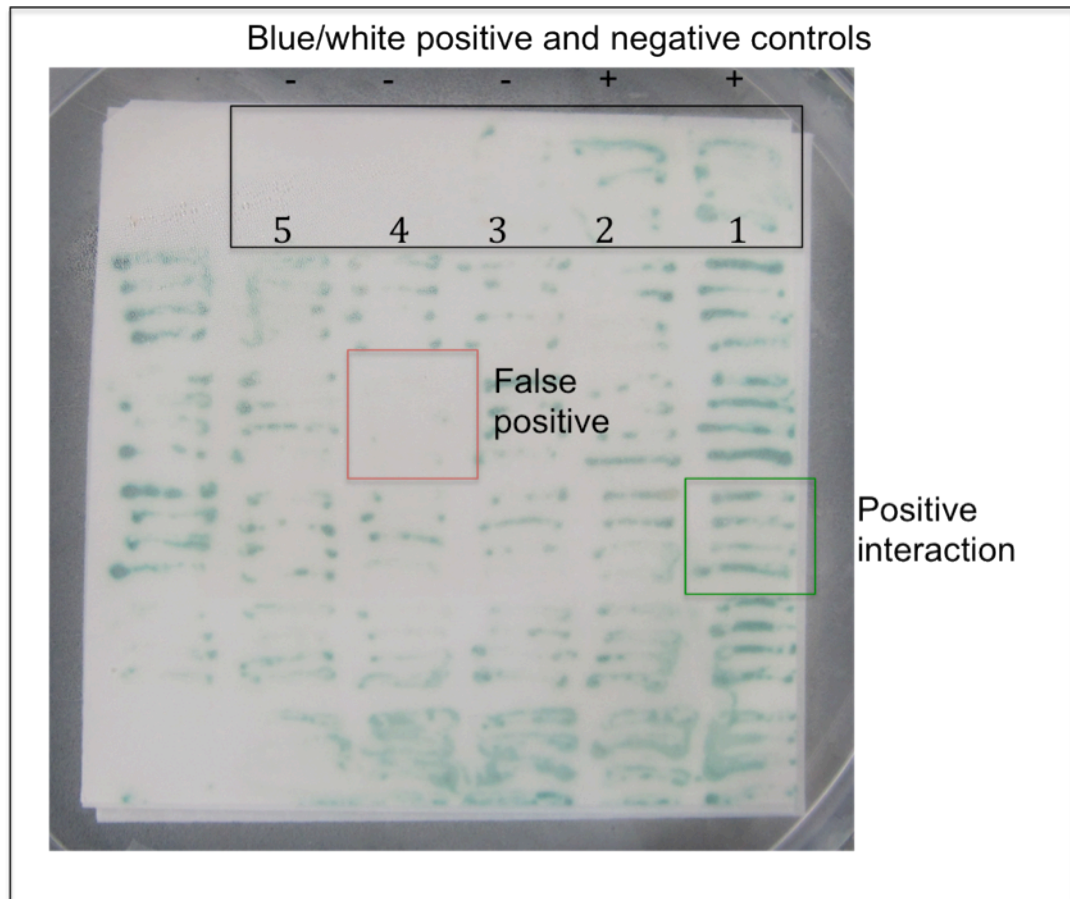 Blue/white positive and negative controls
- - - + +
5 4 3 2 1
False
positive
Positive
interaction